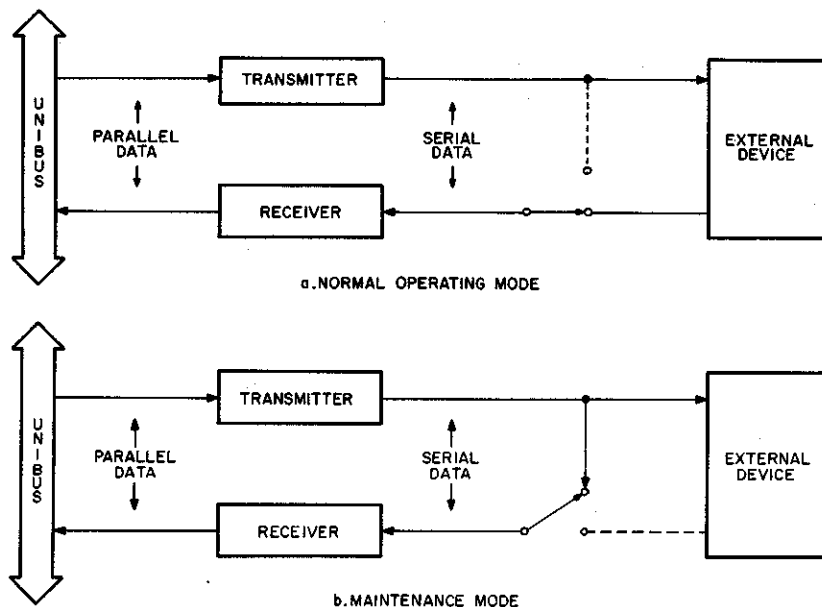 UNIBUS
TRANSMITTER
PARALLEL
DATA
SERIAL
DATA
EXTERNAL
DEVICE
RECEIVER
a.NORMAL OPERATING MODE
UNIBUS
TRANSMITTER
PARALLEL
DATA
SERIAL
DATA
EXTERNAL
DEVICE
RECEIVER
b.MAINTENANCE MODE